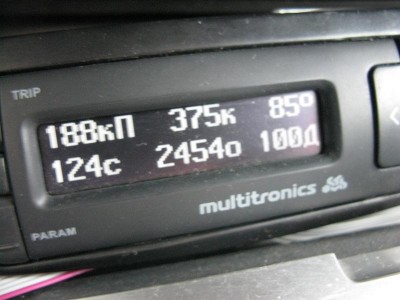 TRIP
188кП 375к 85°
124с 2454о 100Д
multitronics
PARAM